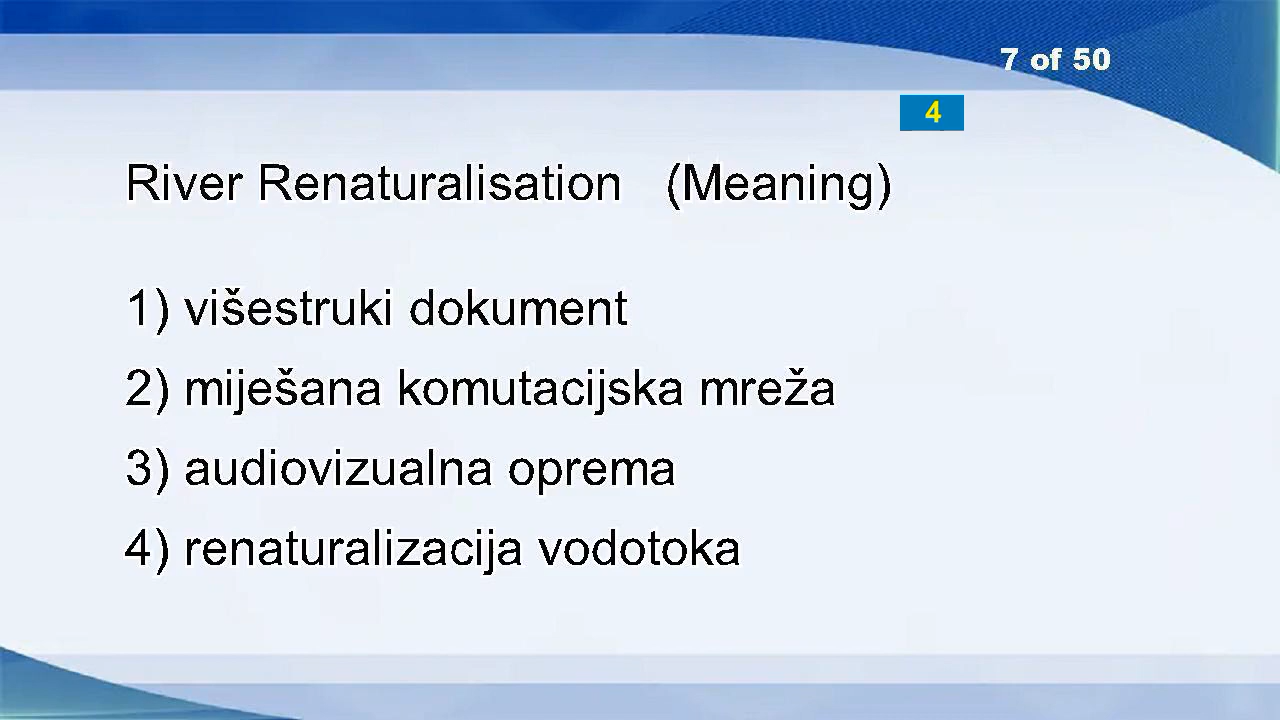 7 of 50
4
River Renaturalisation (Meaning)
1) višestruki dokument
2) miješana komutacijska mreža
3) audiovizualna oprema
4) renaturalizacija vodotoka